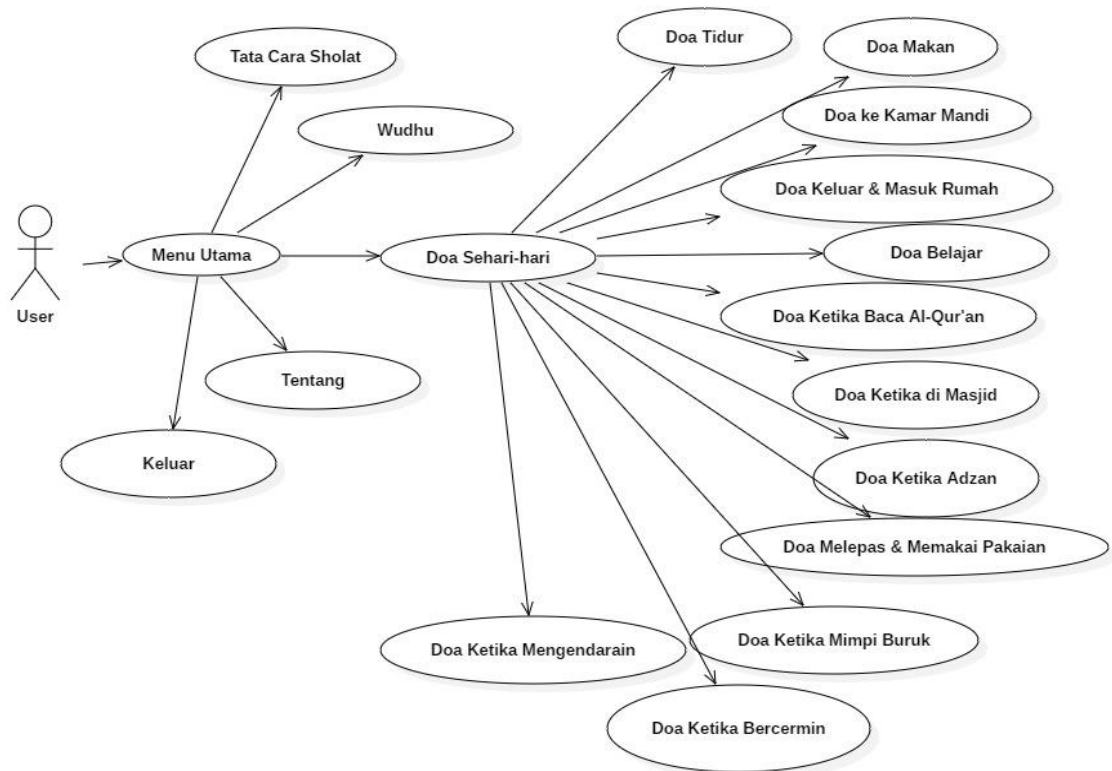 Doa Tidur
Doa Makan
Tata Cara Sholat
Doa ke Kamar Mandi
Wudhu
Doa Keluar & Masuk Rumah
Menu Utama
Doa Sehari-hari
Doa Belajar
User
Doa Ketika Baca Al-Qur'an
Tentang
Doa Ketika di Masjid
Keluar
Doa Ketika Adzan
Doa Melepas & Memakai Pakaian
Doa Ketika Mengendarain
Doa Ketika Mimpi Buruk
Doa Ketika Bercermin